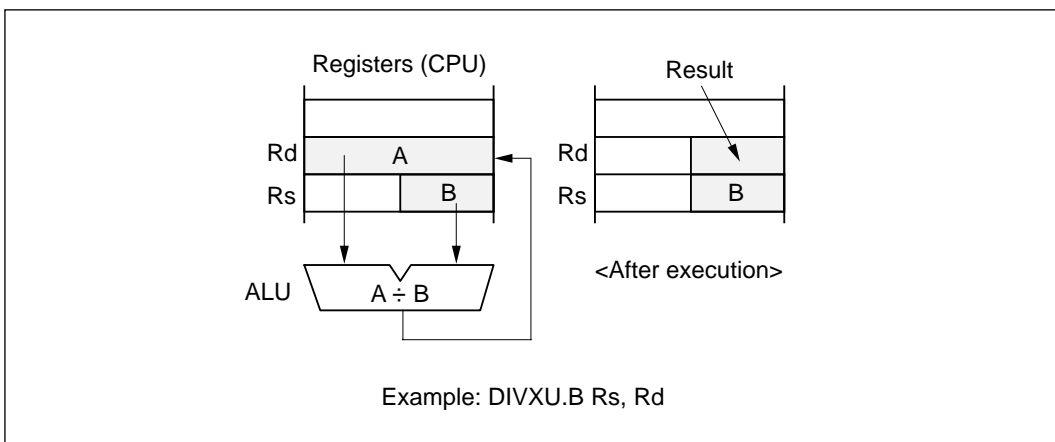 Registers (CPU)
Result
Rd A
Rs B
Rd
Rs B
ALU A ÷ B
<After execution>
Example: DIVXU.B Rs, Rd